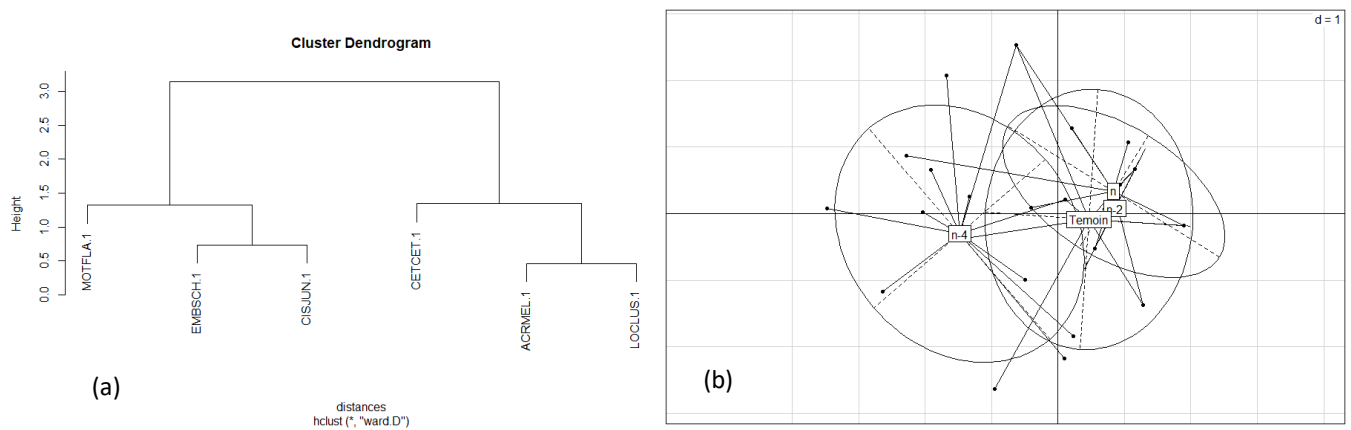 Cluster Dendrogram
Height
0.0
0.5
1.0
1.5
2.0
2.5
3.0
MOTFLA.1
EMBSCH.1
CISJUN.1
CETCET.1
ACRMEL.1
LOCLUS.1
(a)
distances
hclust (*, "ward.D")
d = 1
n
n-2
Temoin
n-4
(b)